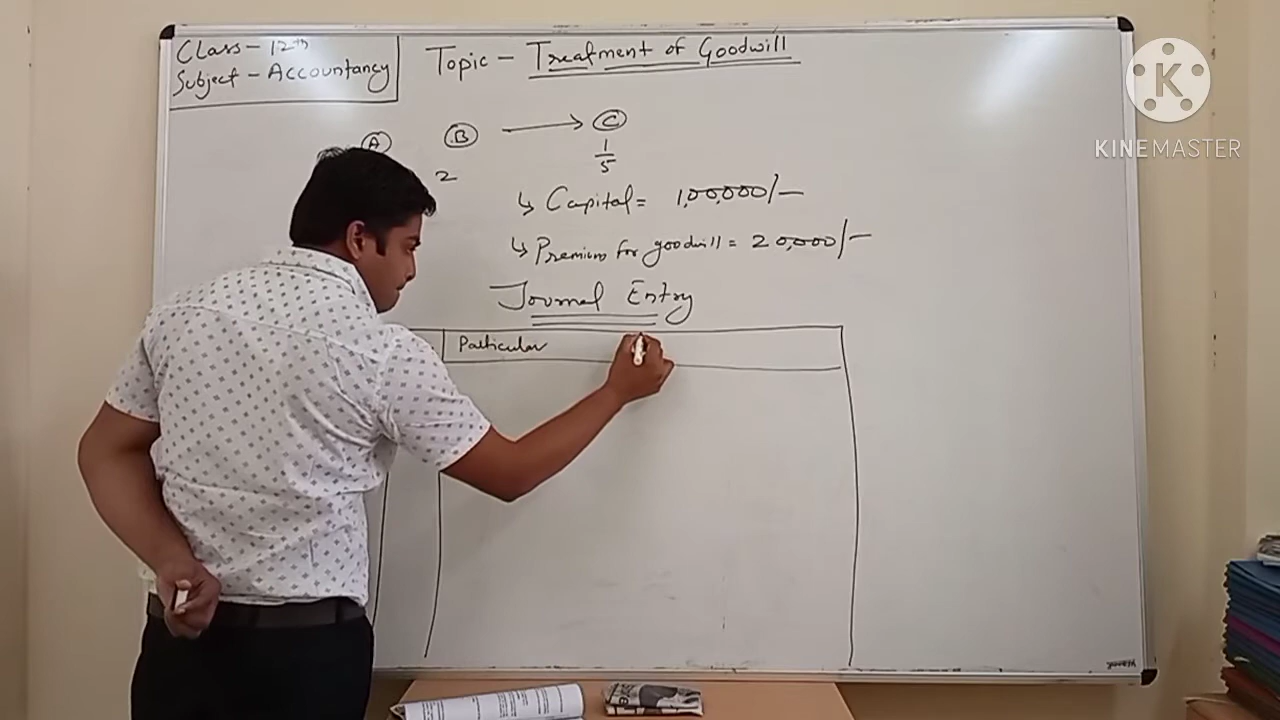 Class - 12th
Subject - Accountancy
Topic - Treatment of Goodwill
A B → C
2
1/5
↳ Capital = 1,00,000/-
↳ Premium for goodwill = 20,000/-
Journal Entry
Particular
K
KINEMASTER